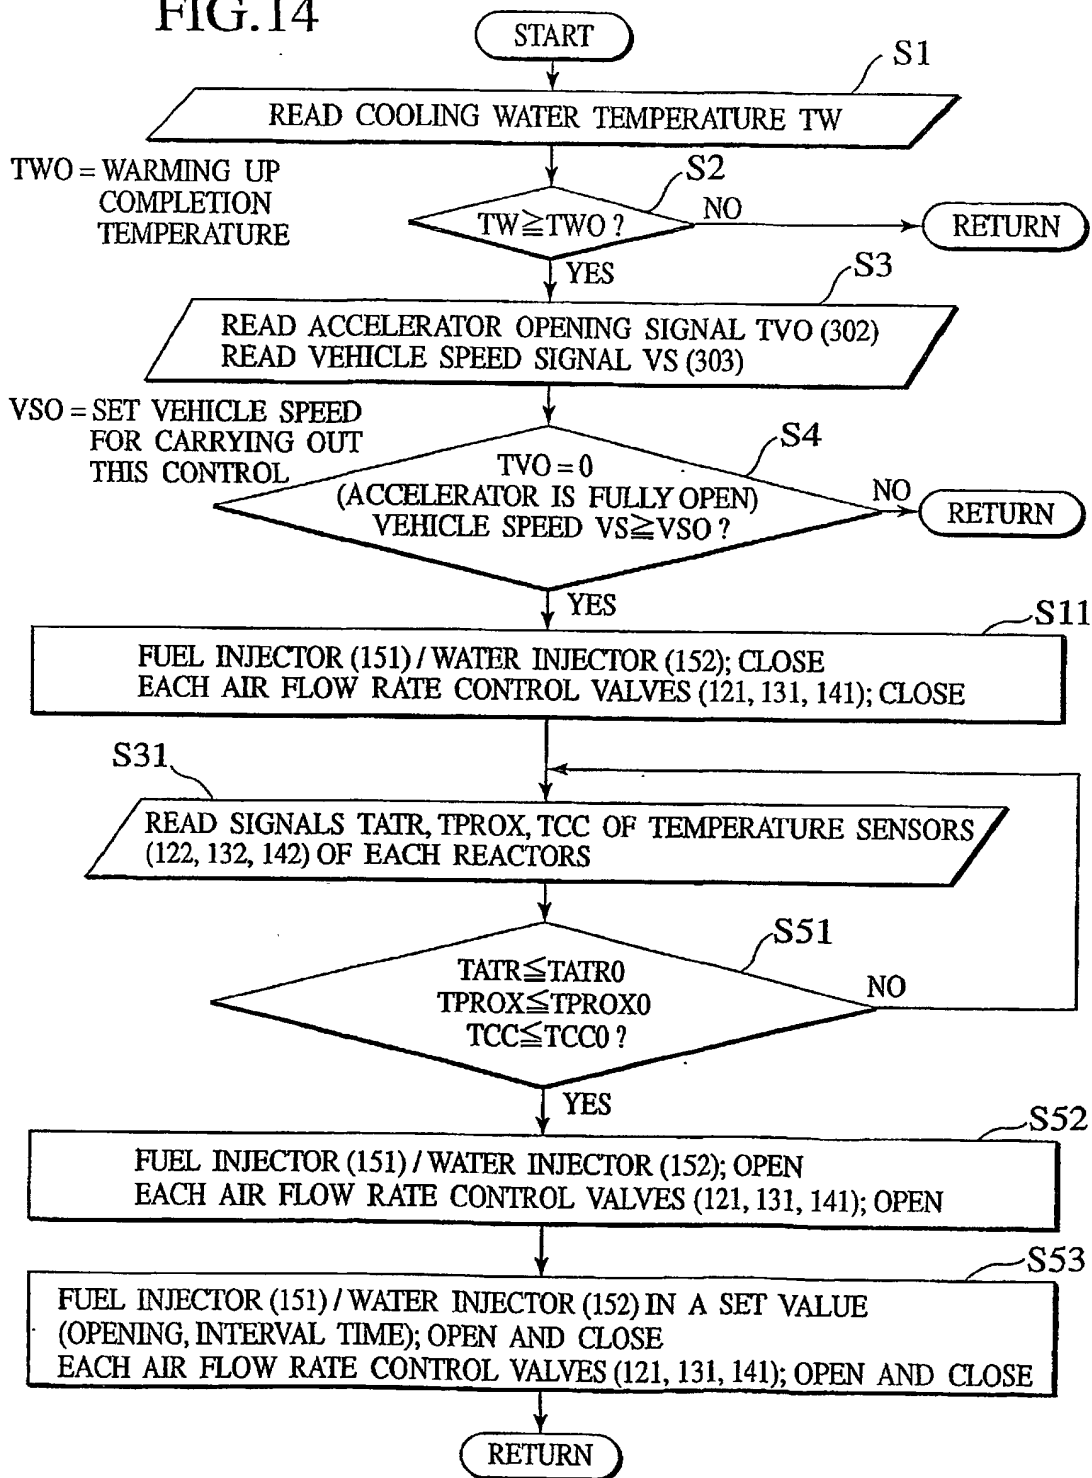 FIG.14
START
S1
READ COOLING WATER TEMPERATURE TW
TWO = WARMING UP
COMPLETION
TEMPERATURE
S2
TW≧TWO ?
NO
RETURN
YES
S3
READ ACCELERATOR OPENING SIGNAL TVO (302)
READ VEHICLE SPEED SIGNAL VS (303)
VSO = SET VEHICLE SPEED
FOR CARRYING OUT
THIS CONTROL
S4
TVO = 0
(ACCELERATOR IS FULLY OPEN)
VEHICLE SPEED VS≧VSO ?
NO
RETURN
YES
S11
FUEL INJECTOR (151) / WATER INJECTOR (152); CLOSE
EACH AIR FLOW RATE CONTROL VALVES (121, 131, 141); CLOSE
S31
READ SIGNALS TATR, TPROX, TCC OF TEMPERATURE SENSORS
(122, 132, 142) OF EACH REACTORS
S51
TATR≦TATR0
TPROX≦TPROX0
TCC≦TCC0 ?
NO
YES
S52
FUEL INJECTOR (151) / WATER INJECTOR (152); OPEN
EACH AIR FLOW RATE CONTROL VALVES (121, 131, 141); OPEN
S53
FUEL INJECTOR (151) / WATER INJECTOR (152) IN A SET VALUE
(OPENING, INTERVAL TIME); OPEN AND CLOSE
EACH AIR FLOW RATE CONTROL VALVES (121, 131, 141); OPEN AND CLOSE
RETURN